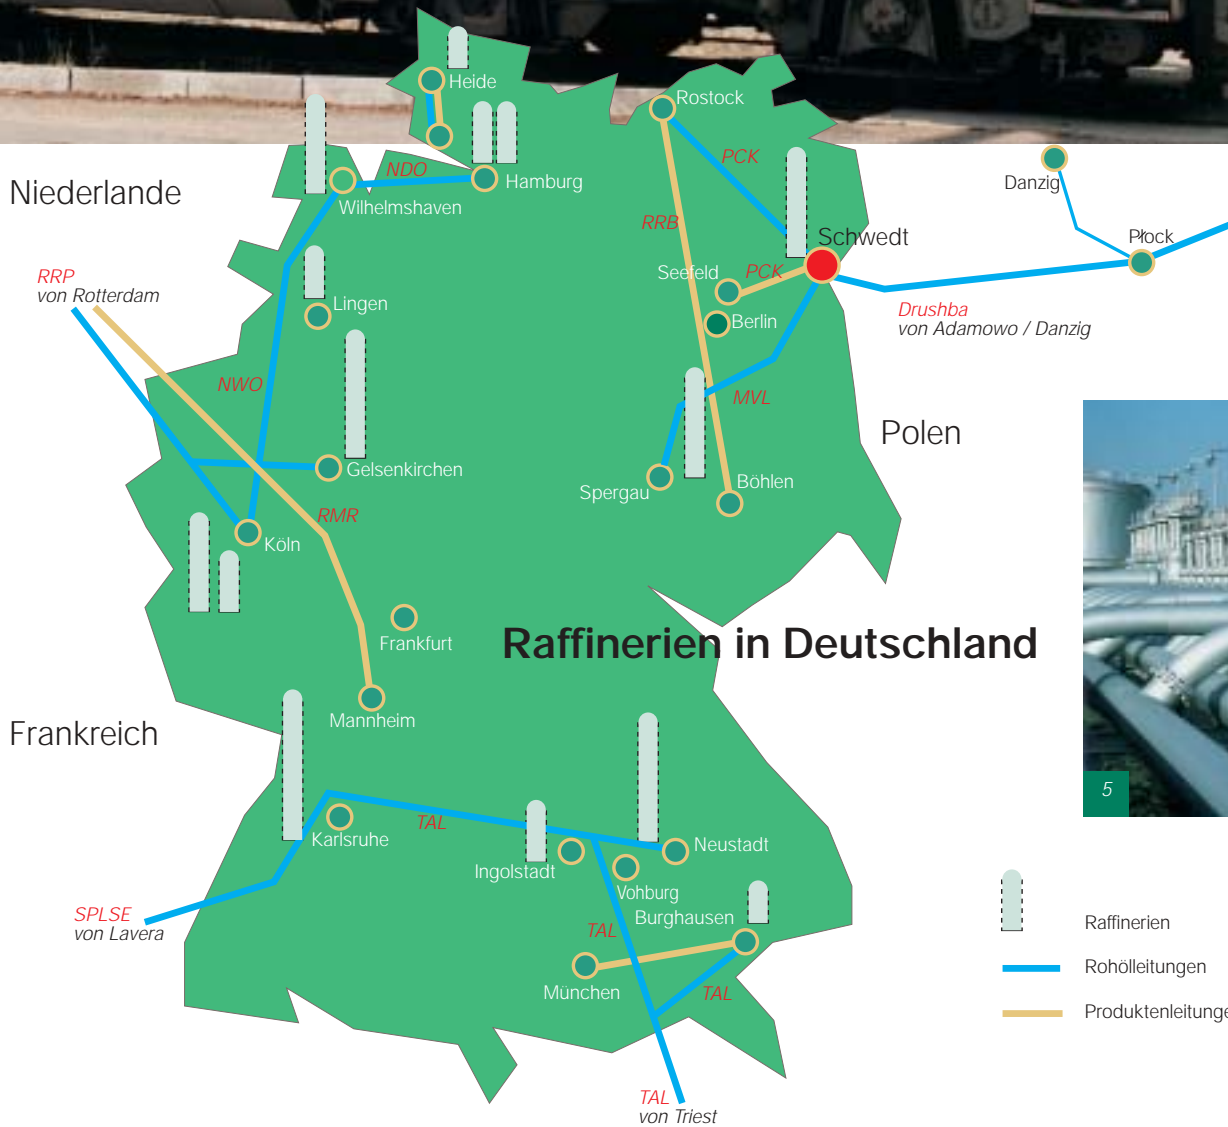 Heide
Rostock
PCK
NDO
Hamburg
Danzig
Niederlande
Wilhelmshaven
RRB
Schwedt
Płock
Seefeld
PCK
RRP
von Rotterdam
Lingen
Berlin
Drushba
von Adamowo / Danzig
NWO
MVL
Polen
Gelsenkirchen
Spergau
Böhlen
RMR
Köln
Frankfurt
Raffinerien in Deutschland
Mannheim
Frankreich
5
TAL
Karlsruhe
Neustadt
Ingolstadt
Vohburg
SPLSE
von Lavera
Burghausen
TAL
Raffinerien
Rohölleitungen
München
TAL
Produktenleitunge
TAL
von Triest